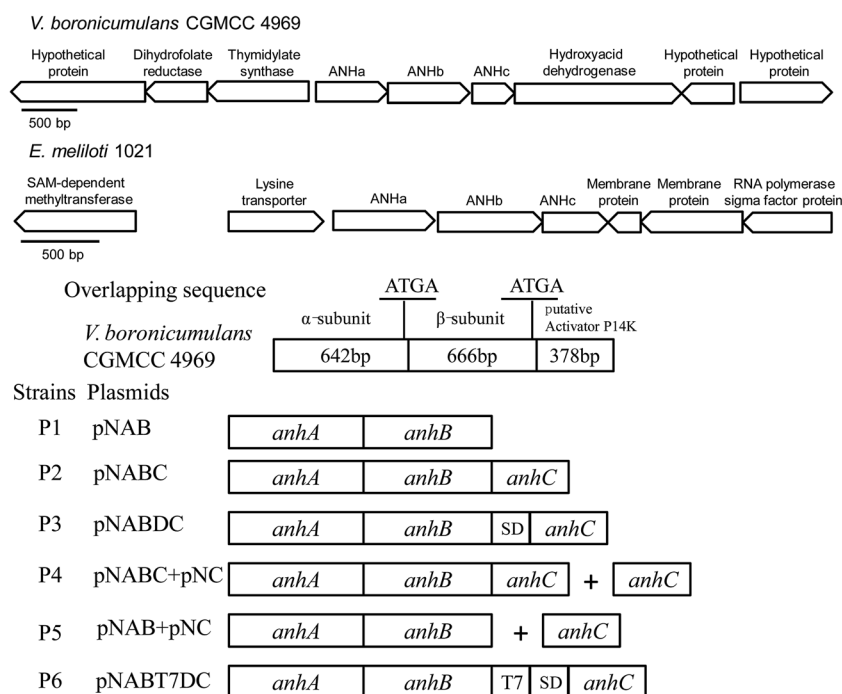 V. boronicumulans CGMCC 4969
Hypothetical protein
Dihydrofolate reductase
Thymidylate synthase
ANHa
ANHb
ANHc
Hydroxyacid dehydrogenase
Hypothetical protein
Hypothetical protein
500 bp
E. meliloti 1021
SAM-dependent methyltransferase
Lysine transporter
ANHa
ANHb
ANHc
Membrane protein
Membrane protein
RNA polymerase sigma factor protein
500 bp
Overlapping sequence
ATGA
ATGA
α-subunit
β-subunit
putative Activator P14K
V. boronicumulans CGMCC 4969
642bp
666bp
378bp
Strains Plasmids
P1 pNAB anhA anhB
P2 pNABC anhA anhB anhC
P3 pNABDC anhA anhB SD anhC
P4 pNABC+pNC anhA anhB anhC + anhC
P5 pNAB+pNC anhA anhB + anhC
P6 pNABT7DC anhA anhB T7 SD anhC